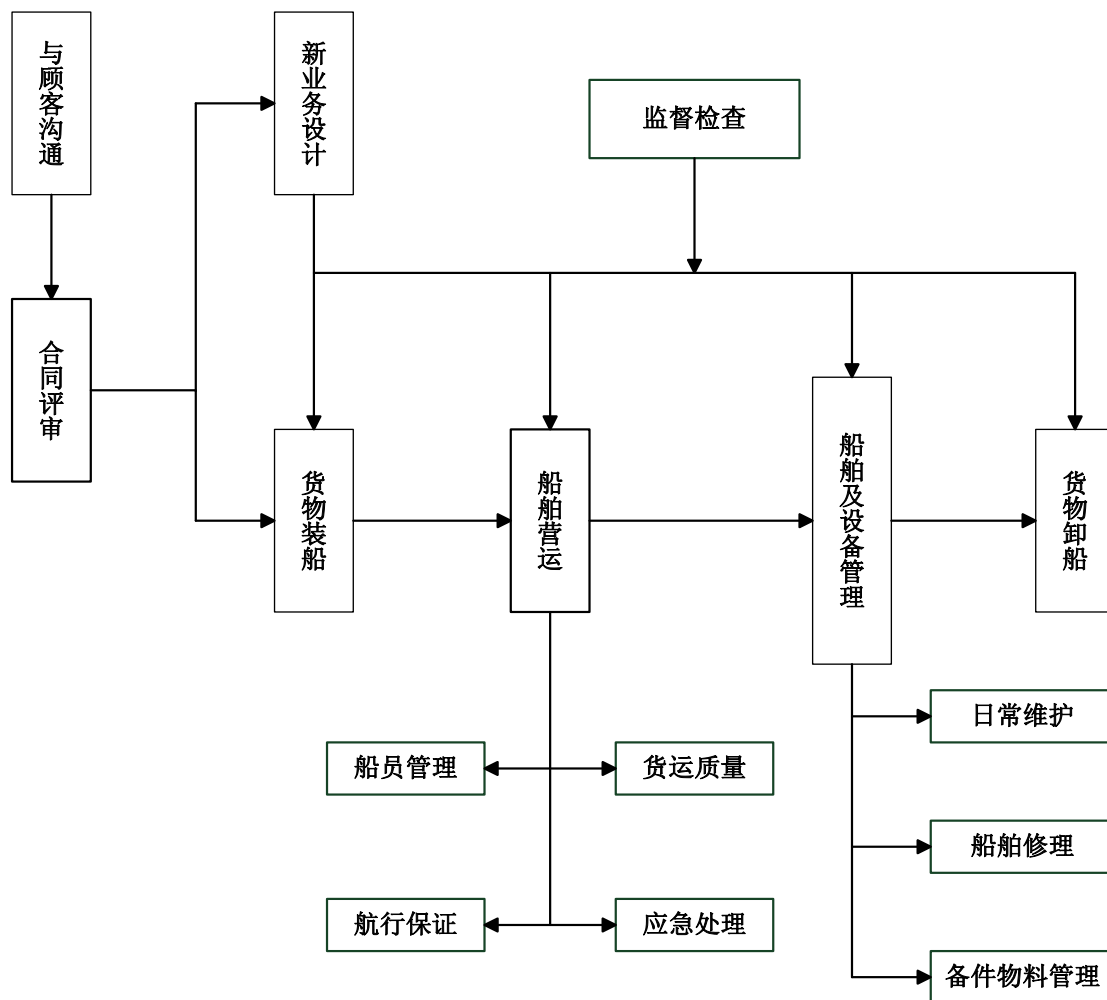 与顾客沟通
新业务设计
监督检查
合同评审
货物装船
船舶营运
船舶及设备管理
货物卸船
日常维护
船员管理
货运质量
船舶修理
航行保证
应急处理
备件物料管理